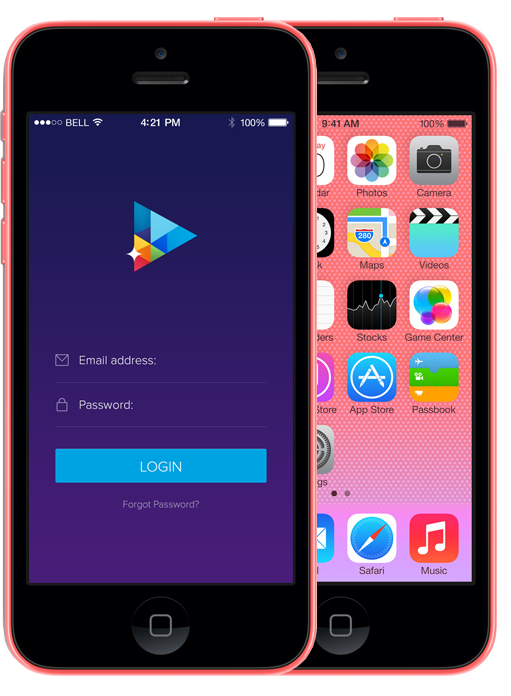 BELL 4:21 PM 100%
Email address:
Password:
LOGIN
Forgot Password?
9:41 AM 100%
dar Photos Camera
k Maps Videos
280
ders Stocks Game Center
Store App Store Passbook
gs
l Safari Music